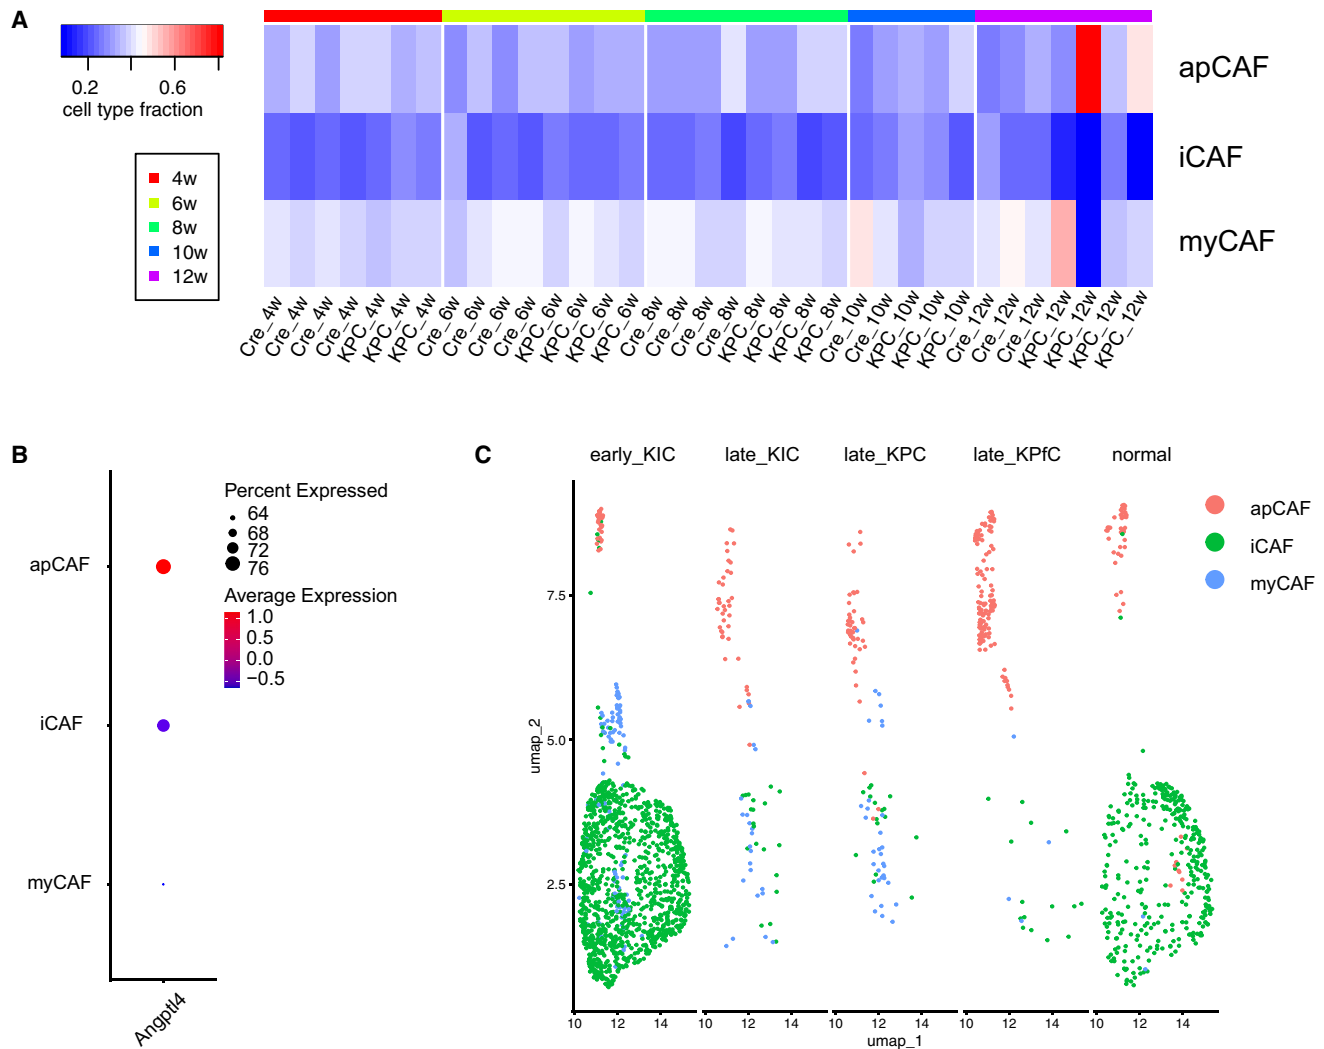 A
0.2 0.6
cell type fraction
4w
6w
8w
10w
12w
apCAF
iCAF
myCAF
Cre_4w
Cre_4w
Cre_4w
Cre_4w
KPC_4w
KPC_4w
KPC_4w
Cre_6w
Cre_6w
Cre_6w
Cre_6w
KPC_6w
KPC_6w
KPC_6w
KPC_6w
Cre_8w
Cre_8w
Cre_8w
Cre_8w
KPC_8w
KPC_8w
KPC_8w
KPC_8w
Cre_10w
Cre_10w
KPC_10w
KPC_10w
KPC_10w
Cre_12w
Cre_12w
Cre_12w
KPC_12w
KPC_12w
KPC_12w
KPC_12w
B
apCAF
iCAF
myCAF
Angptl4
Percent Expressed
64
68
72
76
Average Expression
1.0
0.5
0.0
−0.5
C
early_KIC late_KIC late_KPC late_KPfC normal
umap_2
7.5
5.0
2.5
10 12 14 10 12 14 10 12 14 10 12 14 10 12 14
umap_1
apCAF
iCAF
myCAF